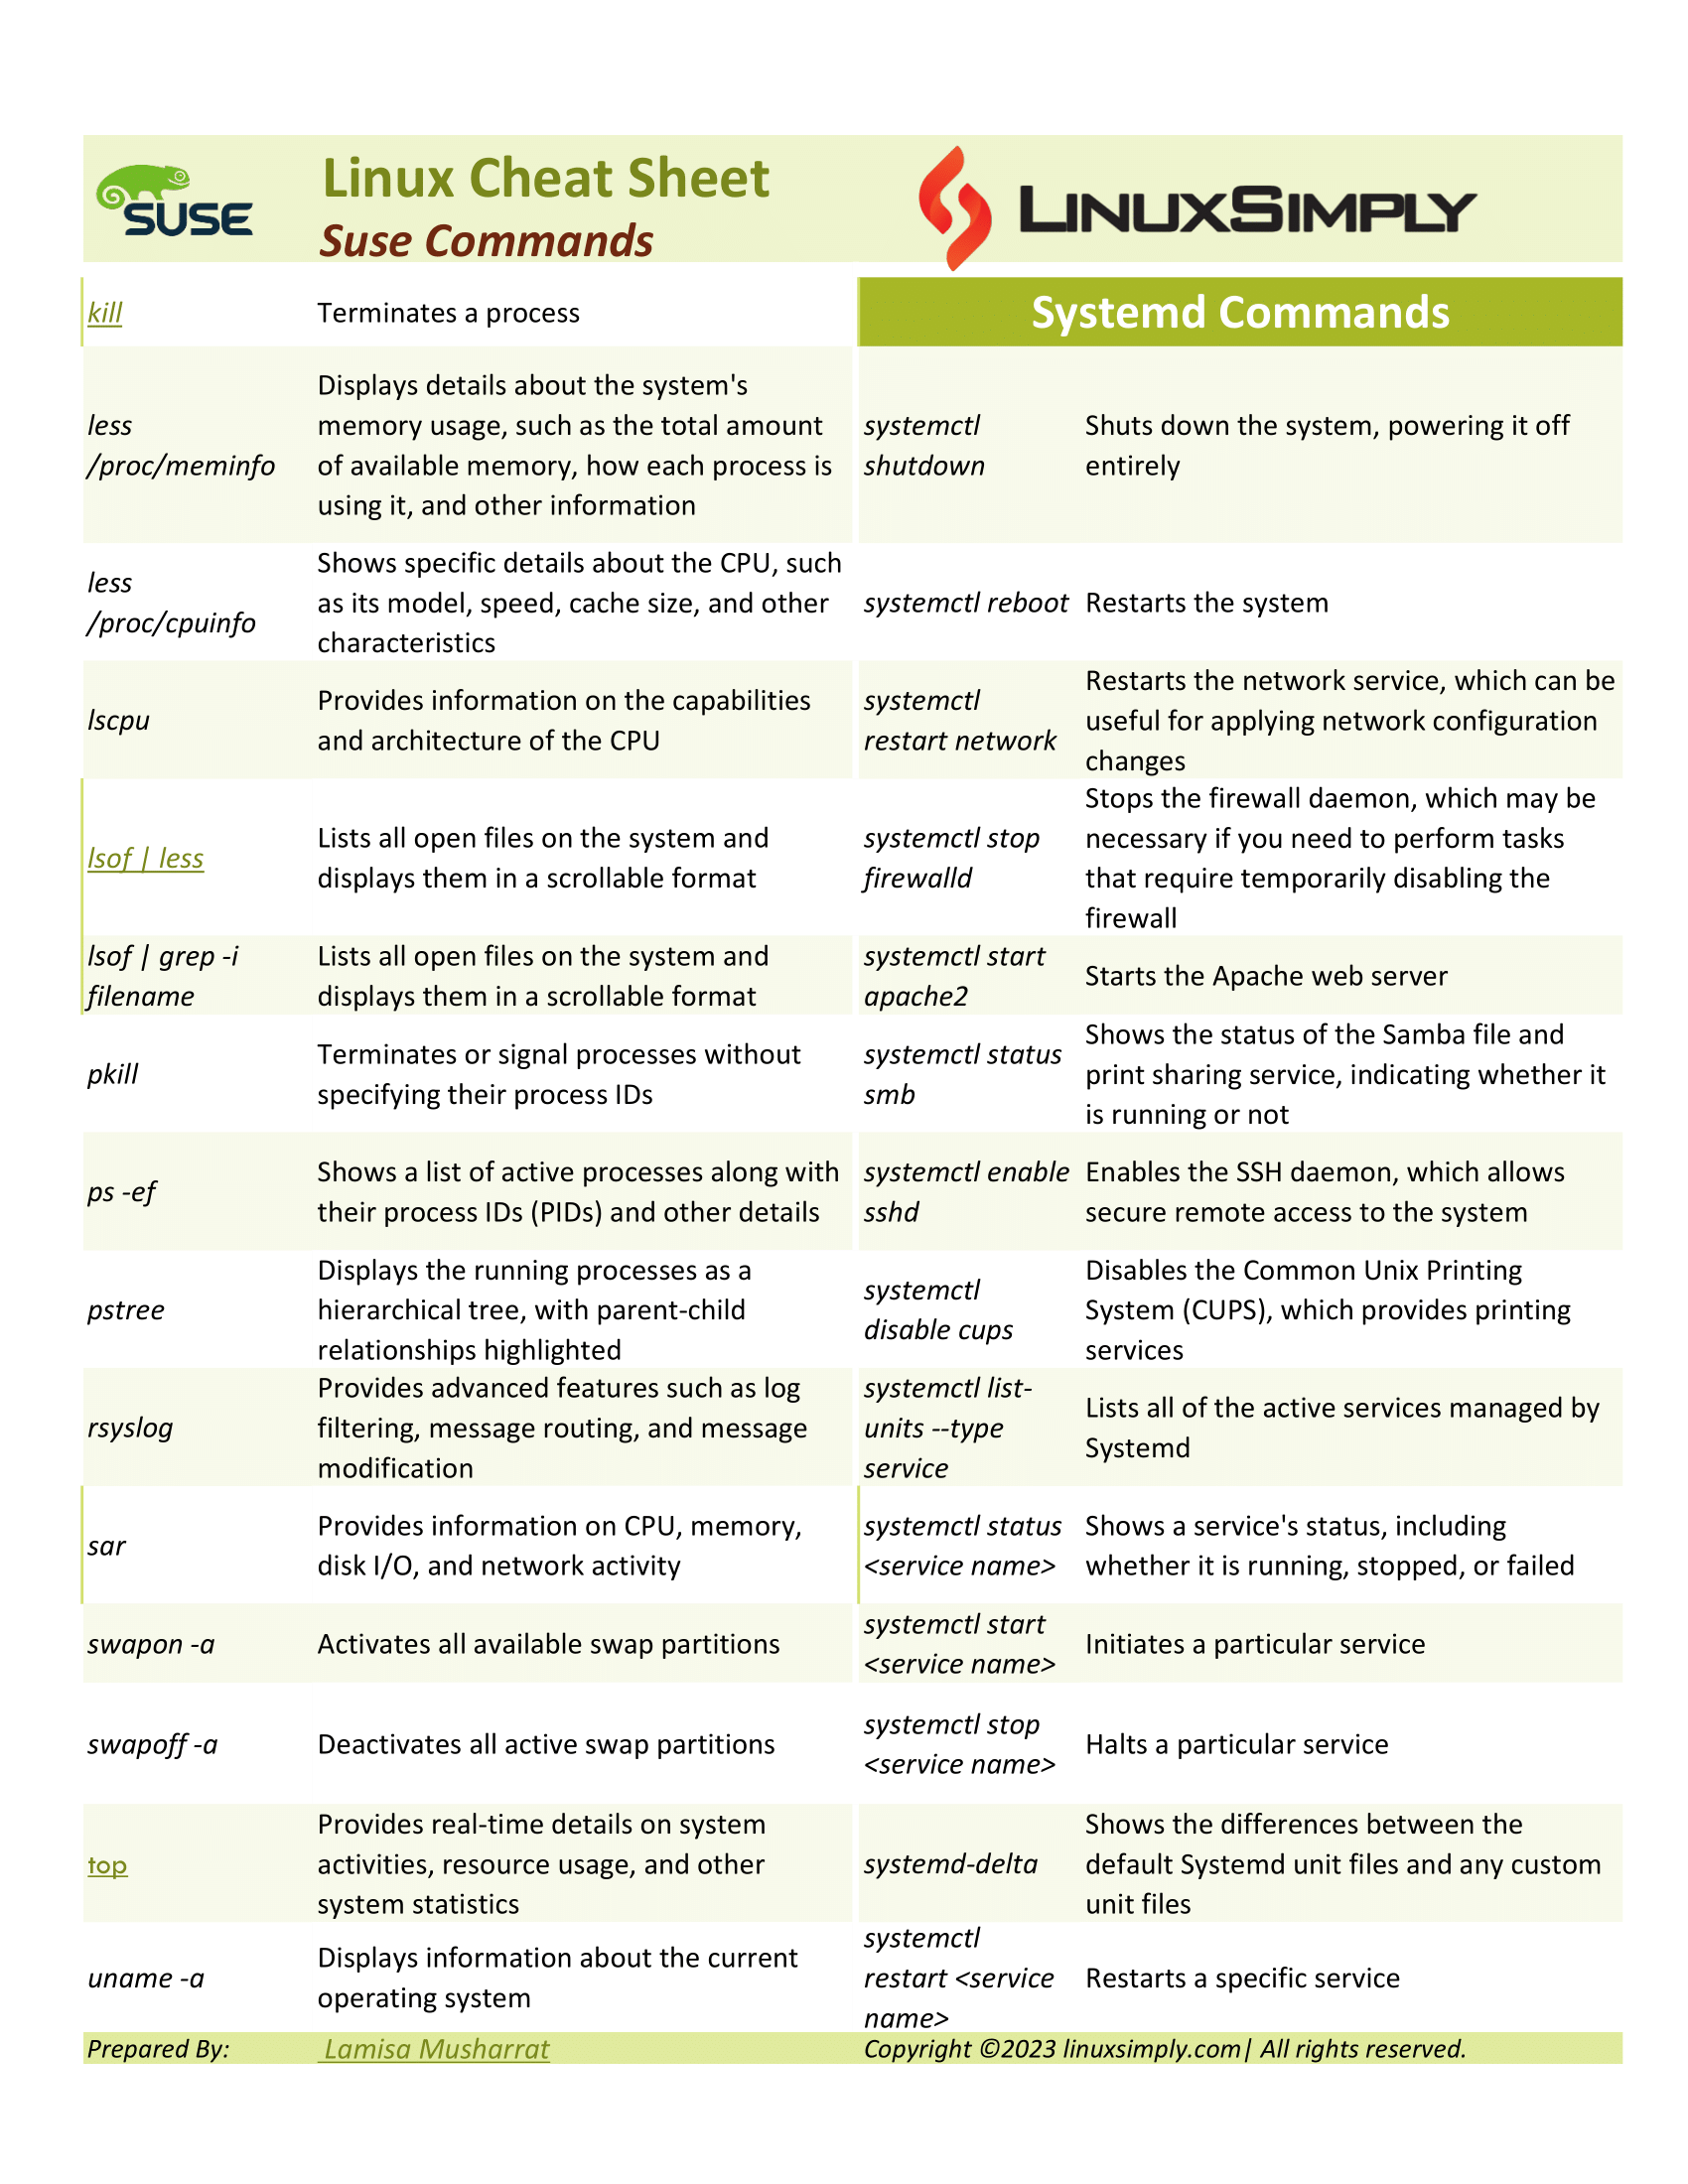 SUSE
Linux Cheat Sheet
Suse Commands
LINUXSIMPLY
kill
Terminates a process
less
/proc/meminfo
Displays details about the system's
memory usage, such as the total amount
of available memory, how each process is
using it, and other information
less
/proc/cpuinfo
Shows specific details about the CPU, such
as its model, speed, cache size, and other
characteristics
lscpu
Provides information on the capabilities
and architecture of the CPU
lsof | less
Lists all open files on the system and
displays them in a scrollable format
lsof | grep -i
filename
Lists all open files on the system and
displays them in a scrollable format
pkill
Terminates or signal processes without
specifying their process IDs
ps -ef
Shows a list of active processes along with
their process IDs (PIDs) and other details
pstree
Displays the running processes as a
hierarchical tree, with parent-child
relationships highlighted
rsyslog
Provides advanced features such as log
filtering, message routing, and message
modification
sar
Provides information on CPU, memory,
disk I/O, and network activity
swapon -a
Activates all available swap partitions
swapoff -a
Deactivates all active swap partitions
top
Provides real-time details on system
activities, resource usage, and other
system statistics
uname -a
Displays information about the current
operating system
Systemd Commands
systemctl
shutdown
Shuts down the system, powering it off
entirely
systemctl reboot
Restarts the system
systemctl
restart network
Restarts the network service, which can be
useful for applying network configuration
changes
systemctl stop
firewalld
Stops the firewall daemon, which may be
necessary if you need to perform tasks
that require temporarily disabling the
firewall
systemctl start
apache2
Starts the Apache web server
systemctl status
smb
Shows the status of the Samba file and
print sharing service, indicating whether it
is running or not
systemctl enable
sshd
Enables the SSH daemon, which allows
secure remote access to the system
systemctl
disable cups
Disables the Common Unix Printing
System (CUPS), which provides printing
services
systemctl list-
units --type
service
Lists all of the active services managed by
Systemd
systemctl status
<service name>
Shows a service's status, including
whether it is running, stopped, or failed
systemctl start
<service name>
Initiates a particular service
systemctl stop
<service name>
Halts a particular service
systemd-delta
Shows the differences between the
default Systemd unit files and any custom
unit files
systemctl
restart <service
name>
Restarts a specific service
Prepared By:
Lamisa Musharrat
Copyright ©2023 linuxsimply.com| All rights reserved.